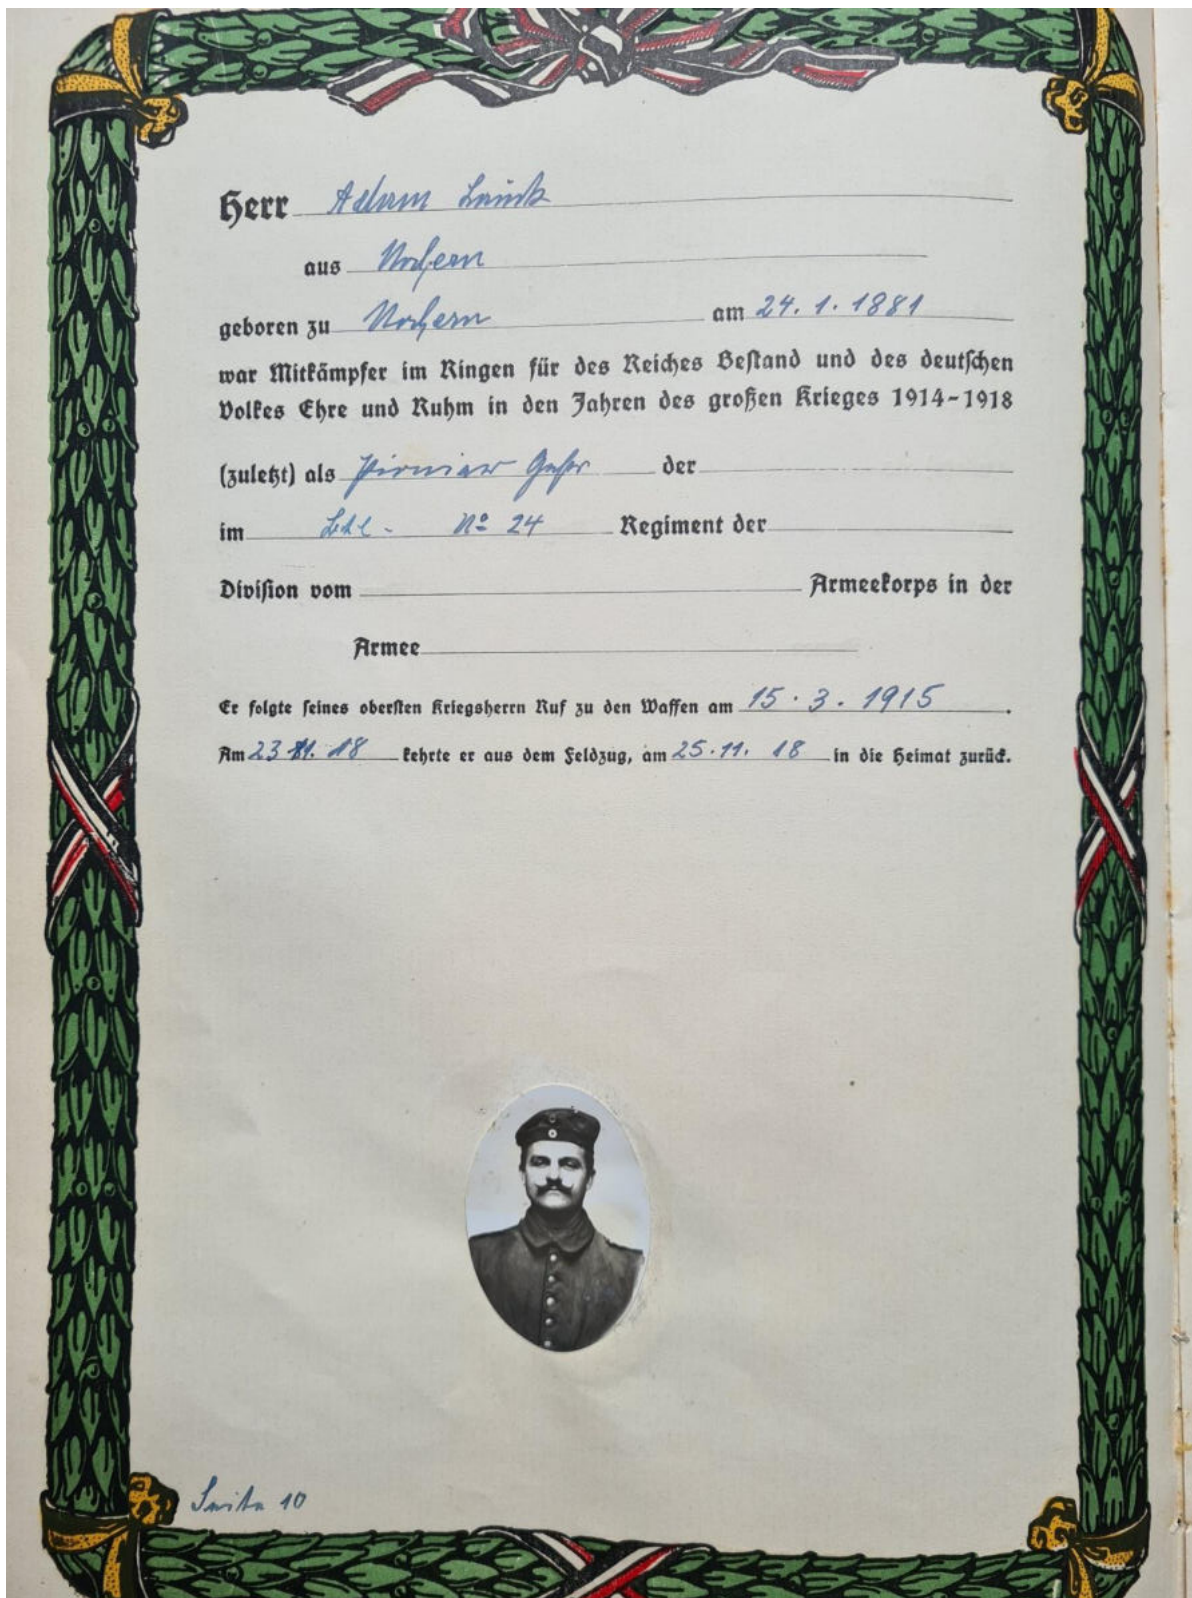 Herr Adam
aus Nochern
geboren zu Nochern am 24. 1. 1881
war Mitkämpfer im Ringen für des Reiches Bestand und des deutschen
Volkes Ehre und Ruhm in den Jahren des großen Krieges 1914-1918
(zuletzt) als Pionier der
im Btl- No 24 Regiment der
Division vom Armeekorps in der
Armee
Er folgte seines obersten Kriegsherrn Ruf zu den Waffen am 15. 3. 1915.
Am 23 11. 18 kehrte er aus dem Feldzug, am 25. 11. 18 in die Heimat zurück.
Seite 10